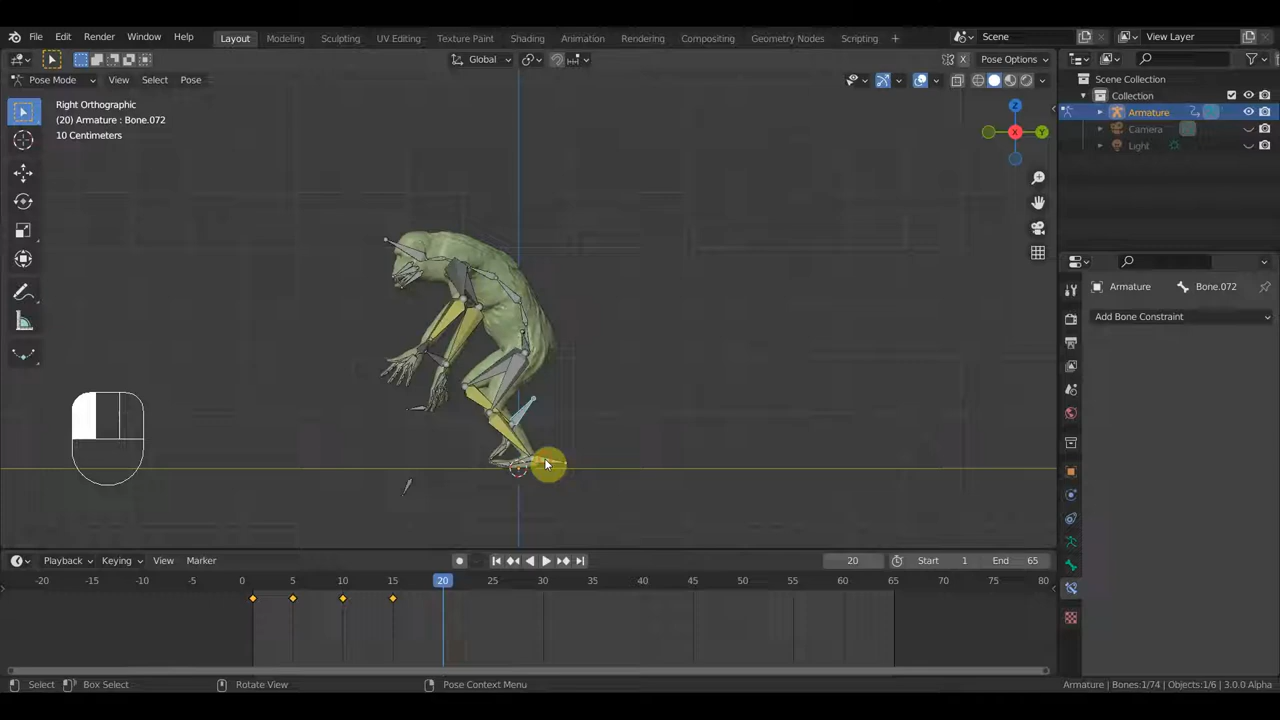 File Edit Render Window Help Layout Modeling Sculpting UV Editing Texture Paint Shading Animation Rendering Compositing Geometry Nodes Scripting + Scene View Layer
Global Pose Options
Pose Mode View Select Pose
Right Orthographic
(20) Armature : Bone.072
10 Centimeters
X
Z
X
Y
Scene Collection
Collection
Armature
Camera
Light
Armature Bone.072
Add Bone Constraint
Playback Keying View Marker 20 Start 1 End 65
-20 -15 -10 -5 0 5 10 15 20 25 30 35 40 45 50 55 60 65 70 75 80
Select Box Select Rotate View Pose Context Menu Armature | Bones:1/74 | Objects:1/6 | 3.0.0 Alpha